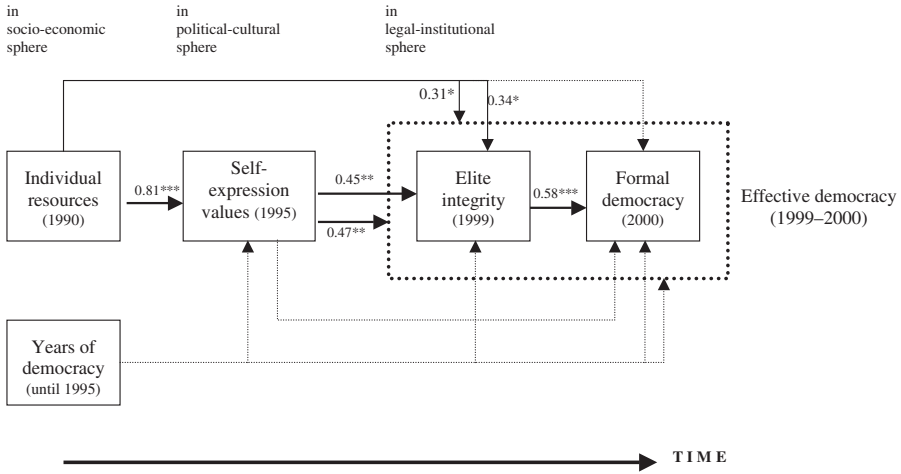 in
socio-economic
sphere
in
political-cultural
sphere
in
legal-institutional
sphere
0.31*
0.34*
Individual
resources
(1990)
0.81***
Self-
expression
values (1995)
0.45**
0.47**
Elite
integrity
(1999)
0.58***
Formal
democracy
(2000)
Effective democracy
(1999–2000)
Years of
democracy
(until 1995)
TIME